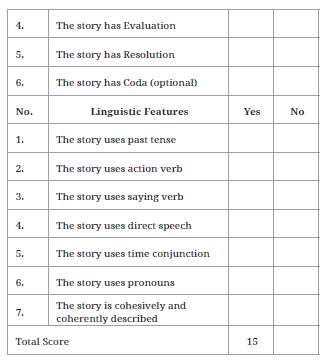 4. The story has Evaluation
5. The story has Resolution
6. The story has Coda (optional)
No. Linguistic Features Yes No
1. The story uses past tense
2. The story uses action verb
3. The story uses saying verb
4. The story uses direct speech
5. The story uses time conjunction
6. The story uses pronouns
7. The story is cohesively and
coherently described
Total Score 15